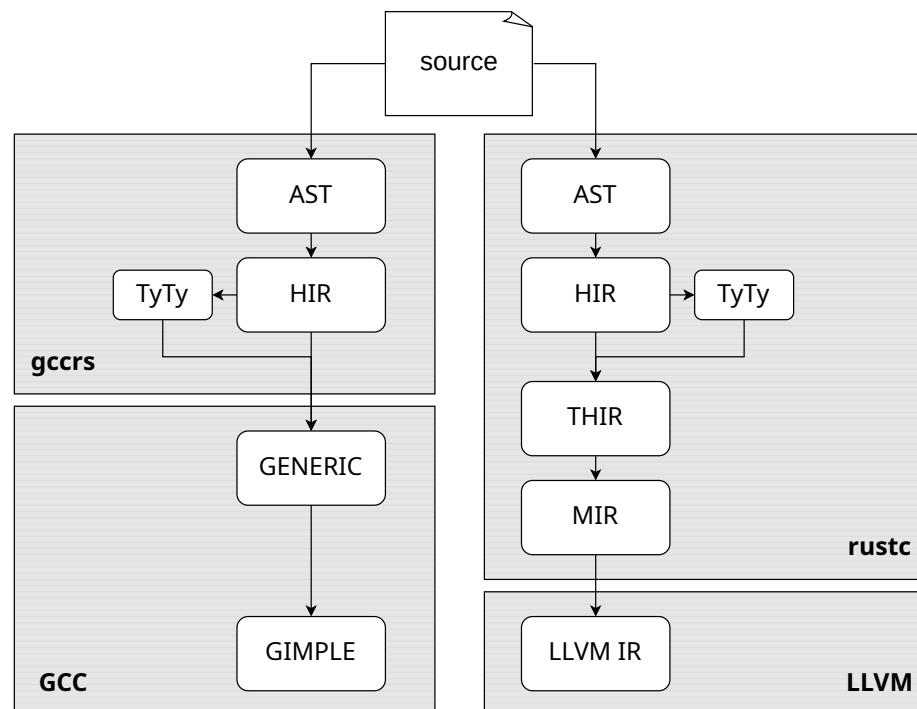 source
AST
HIR
TyTy
gccrs
GENERIC
GIMPLE
GCC
AST
HIR
TyTy
THIR
MIR
rustc
LLVM IR
LLVM